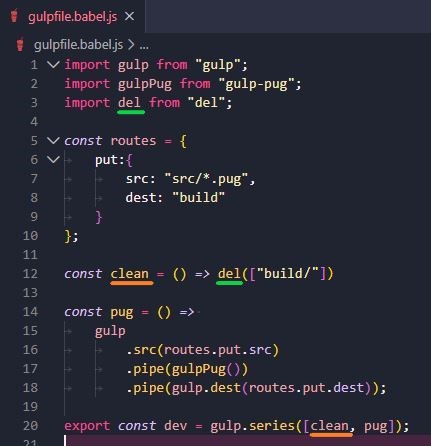 gulpfile.babel.js ×
gulpfile.babel.js > ...
1 import gulp from "gulp";
2 import gulpPug from "gulp-pug";
3 import del from "del";
4
5 const routes = {
6 put:{
7 src: "src/*.pug",
8 dest: "build"
9 }
10 };
11
12 const clean = () => del(["build/"])
13
14 const pug = () =>
15 gulp
16 .src(routes.put.src)
17 .pipe(gulpPug())
18 .pipe(gulp.dest(routes.put.dest));
19
20 export const dev = gulp.series([clean, pug]);
21